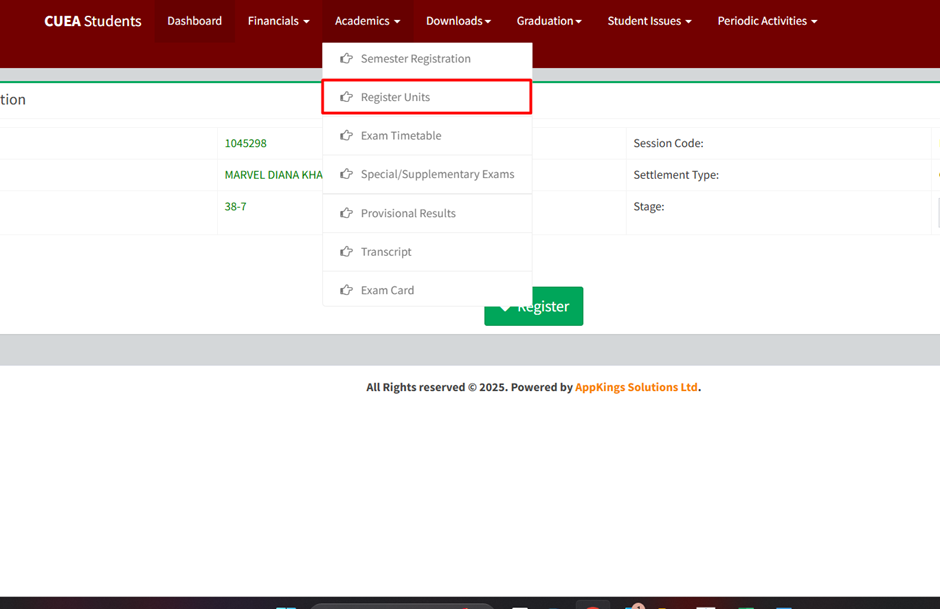 CUEA Students Dashboard Financials Academics Downloads Graduation Student Issues Periodic Activities
Semester Registration
Register Units
Exam Timetable
Special/Supplementary Exams
Provisional Results
Transcript
Exam Card
tion
1045298 Session Code:
MARVEL DIANA KHA Settlement Type:
38-7 Stage:
Register
All Rights reserved © 2025. Powered by AppKings Solutions Ltd.